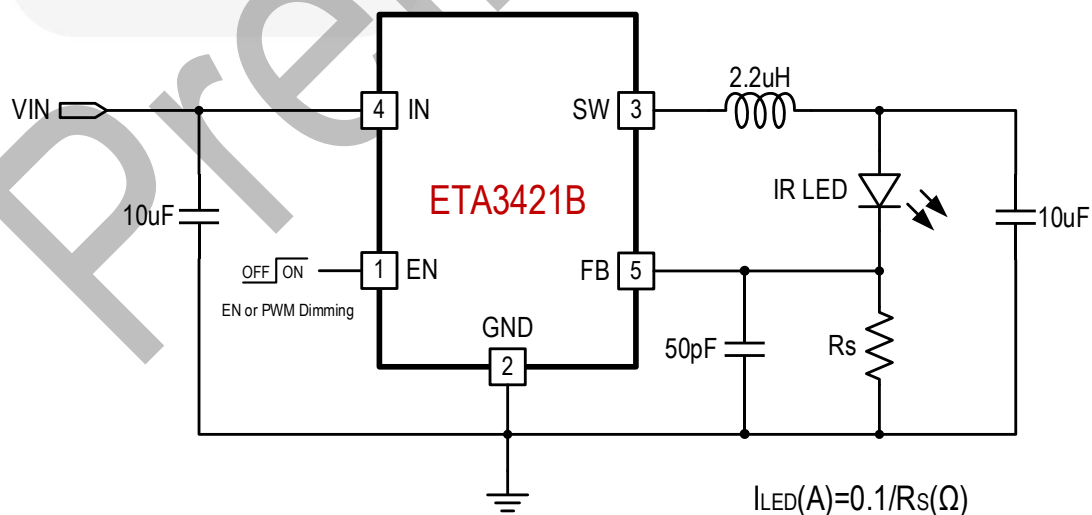 2.2uH
VIN
4
IN
SW
3
ETA3421B
IR LED
10uF
10uF
OFF
ON
1
EN
FB
5
EN or PWM Dimming
GND
2
50pF
Rs
ILED(A)=0.1/RS(Ω)